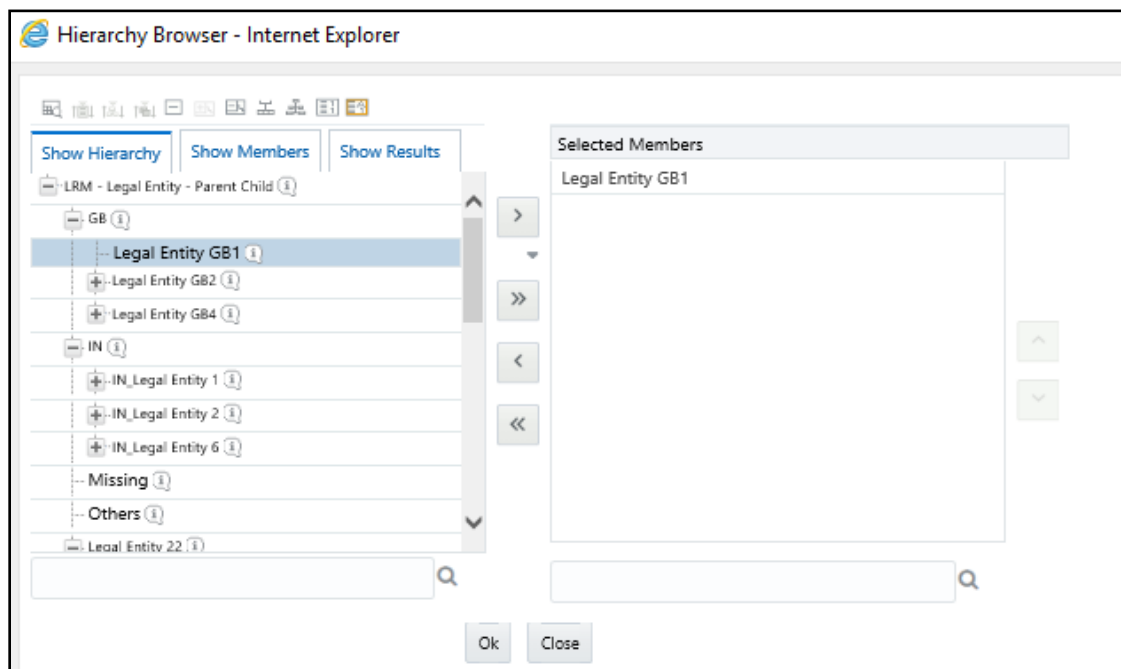 Hierarchy Browser - Internet Explorer
Show Hierarchy
Show Members
Show Results
LRM - Legal Entity - Parent Child
GB
Legal Entity GB1
Legal Entity GB2
Legal Entity GB4
IN
IN_Legal Entity 1
IN_Legal Entity 2
IN_Legal Entity 6
Missing
Others
Legal Entity 22
Selected Members
Legal Entity GB1
Ok
Close